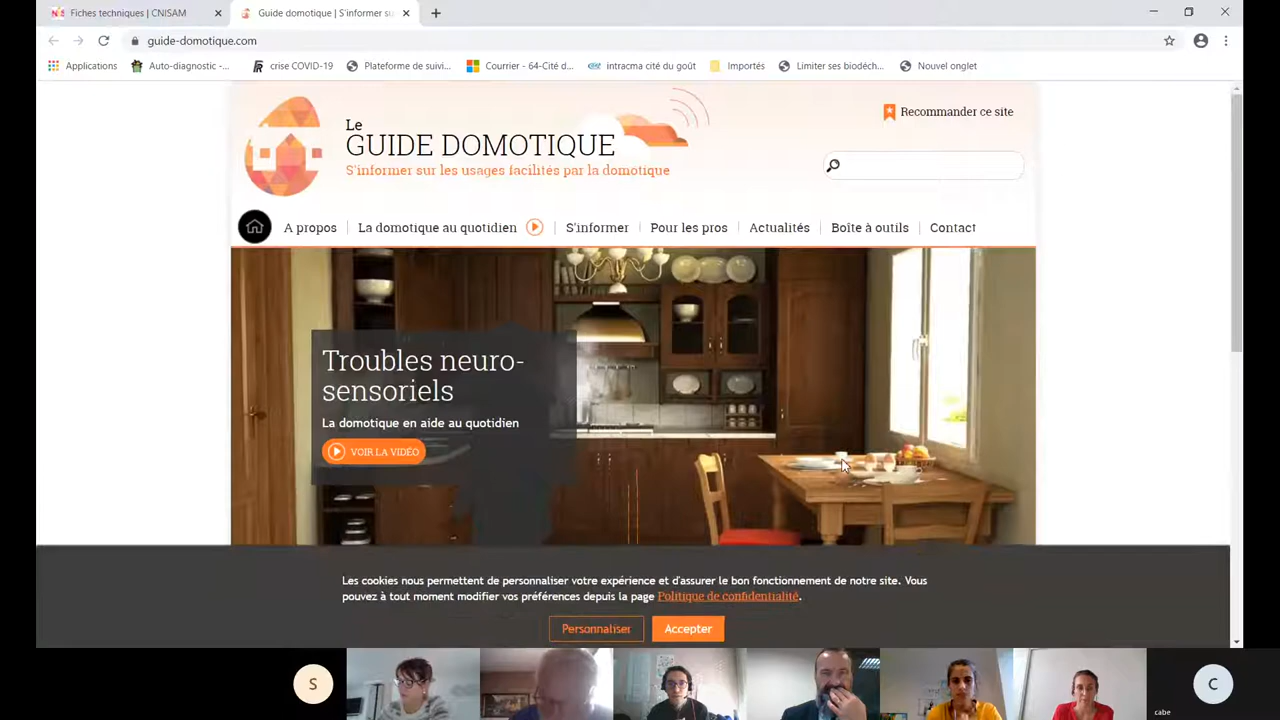 Fiches techniques | CNISAM
Guide domotique | S'informer su
guide-domotique.com
Applications
Auto-diagnostic -...
crise COVID-19
Plateforme de suivi...
Courrier - 64-Cité d...
intracma cité du goût
Importés
Limiter ses biodéch...
Nouvel onglet
Le
GUIDE DOMOTIQUE
S'informer sur les usages facilités par la domotique
Recommander ce site
A propos
La domotique au quotidien
S'informer
Pour les pros
Actualités
Boîte à outils
Contact
Troubles neuro-
sensoriels
La domotique en aide au quotidien
VOIR LA VIDÉO
Les cookies nous permettent de personnaliser votre expérience et d'assurer le bon fonctionnement de notre site. Vous
pouvez à tout moment modifier vos préférences depuis la page Politique de confidentialité.
Personnaliser
Accepter
S
C
cabe